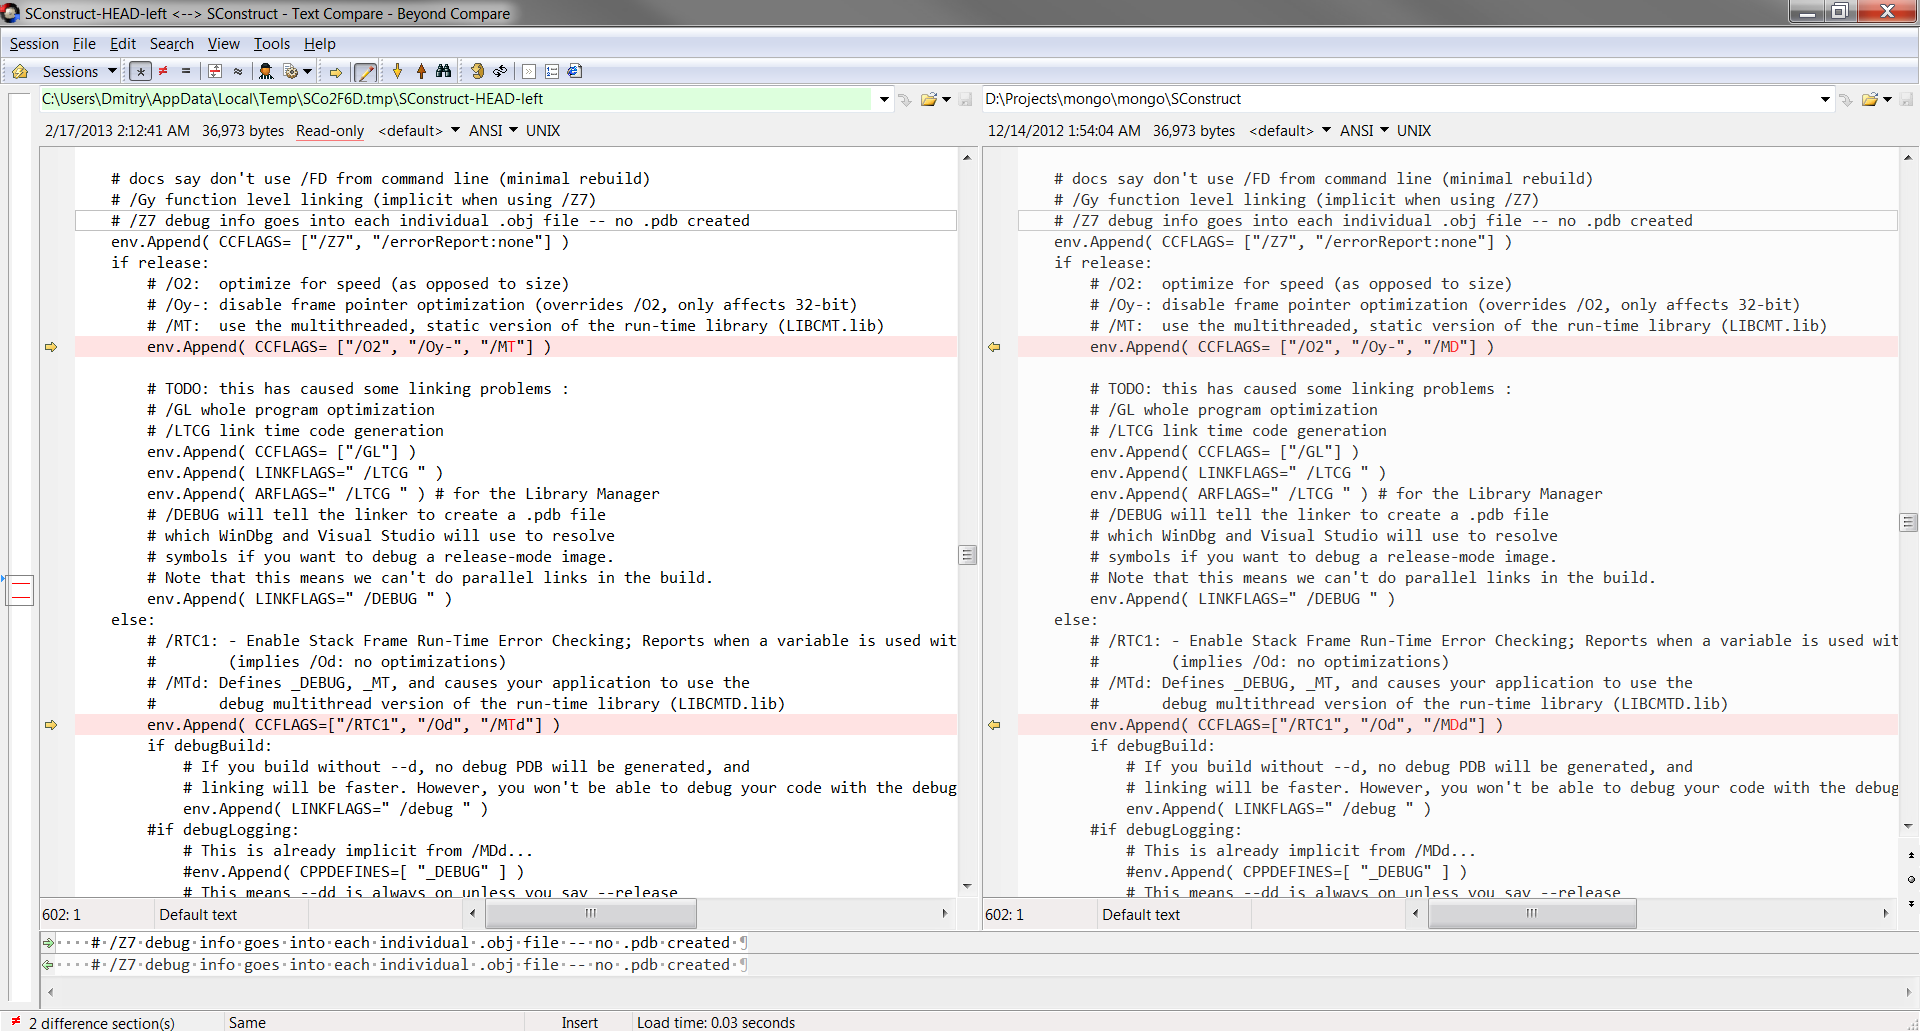 SConstruct-HEAD-left <--> SConstruct - Text Compare - Beyond Compare
Session File Edit Search View Tools Help
Sessions
C:\Users\Dmitry\AppData\Local\Temp\SCo2F6D.tmp\SConstruct-HEAD-left
2/17/2013 2:12:41 AM 36,973 bytes Read-only <default> ANSI UNIX
# docs say don't use /FD from command line (minimal rebuild)
# /Gy function level linking (implicit when using /Z7)
# /Z7 debug info goes into each individual .obj file -- no .pdb created
env.Append( CCFLAGS= ["/Z7", "/errorReport:none"] )
if release:
# /O2:  optimize for speed (as opposed to size)
# /Oy-: disable frame pointer optimization (overrides /O2, only affects 32-bit)
# /MT:  use the multithreaded, static version of the run-time library (LIBCMT.lib)
env.Append( CCFLAGS= ["/O2", "/Oy-", "/MT"] )
# TODO: this has caused some linking problems :
# /GL whole program optimization
# /LTCG link time code generation
env.Append( CCFLAGS= ["/GL"] )
env.Append( LINKFLAGS=" /LTCG " )
env.Append( ARFLAGS=" /LTCG " ) # for the Library Manager
# /DEBUG will tell the linker to create a .pdb file
# which WinDbg and Visual Studio will use to resolve
# symbols if you want to debug a release-mode image.
# Note that this means we can't do parallel links in the build.
env.Append( LINKFLAGS=" /DEBUG " )
else:
# /RTC1: - Enable Stack Frame Run-Time Error Checking; Reports when a variable is used wit
#        (implies /Od: no optimizations)
# /MTd: Defines _DEBUG, _MT, and causes your application to use the
#       debug multithread version of the run-time library (LIBCMTD.lib)
env.Append( CCFLAGS=["/RTC1", "/Od", "/MTd"] )
if debugBuild:
# If you build without --d, no debug PDB will be generated, and
# linking will be faster. However, you won't be able to debug your code with the debug
env.Append( LINKFLAGS=" /debug " )
#if debugLogging:
# This is already implicit from /MDd...
#env.Append( CPPDEFINES=[ "_DEBUG" ] )
# This means --dd is always on unless you say --release
602: 1 Default text
D:\Projects\mongo\mongo\SConstruct
12/14/2012 1:54:04 AM 36,973 bytes <default> ANSI UNIX
# docs say don't use /FD from command line (minimal rebuild)
# /Gy function level linking (implicit when using /Z7)
# /Z7 debug info goes into each individual .obj file -- no .pdb created
env.Append( CCFLAGS= ["/Z7", "/errorReport:none"] )
if release:
# /O2:  optimize for speed (as opposed to size)
# /Oy-: disable frame pointer optimization (overrides /O2, only affects 32-bit)
# /MT:  use the multithreaded, static version of the run-time library (LIBCMT.lib)
env.Append( CCFLAGS= ["/O2", "/Oy-", "/MD"] )
# TODO: this has caused some linking problems :
# /GL whole program optimization
# /LTCG link time code generation
env.Append( CCFLAGS= ["/GL"] )
env.Append( LINKFLAGS=" /LTCG " )
env.Append( ARFLAGS=" /LTCG " ) # for the Library Manager
# /DEBUG will tell the linker to create a .pdb file
# which WinDbg and Visual Studio will use to resolve
# symbols if you want to debug a release-mode image.
# Note that this means we can't do parallel links in the build.
env.Append( LINKFLAGS=" /DEBUG " )
else:
# /RTC1: - Enable Stack Frame Run-Time Error Checking; Reports when a variable is used wit
#        (implies /Od: no optimizations)
# /MTd: Defines _DEBUG, _MT, and causes your application to use the
#       debug multithread version of the run-time library (LIBCMTD.lib)
env.Append( CCFLAGS=["/RTC1", "/Od", "/MDd"] )
if debugBuild:
# If you build without --d, no debug PDB will be generated, and
# linking will be faster. However, you won't be able to debug your code with the debug
env.Append( LINKFLAGS=" /debug " )
#if debugLogging:
# This is already implicit from /MDd...
#env.Append( CPPDEFINES=[ "_DEBUG" ] )
# This means --dd is always on unless you say --release
602: 1 Default text
····#·/Z7·debug·info·goes·into·each·individual·.obj·file·--·no·.pdb·created·¶
····#·/Z7·debug·info·goes·into·each·individual·.obj·file·--·no·.pdb·created·¶
2 difference section(s) Same Insert Load time: 0.03 seconds